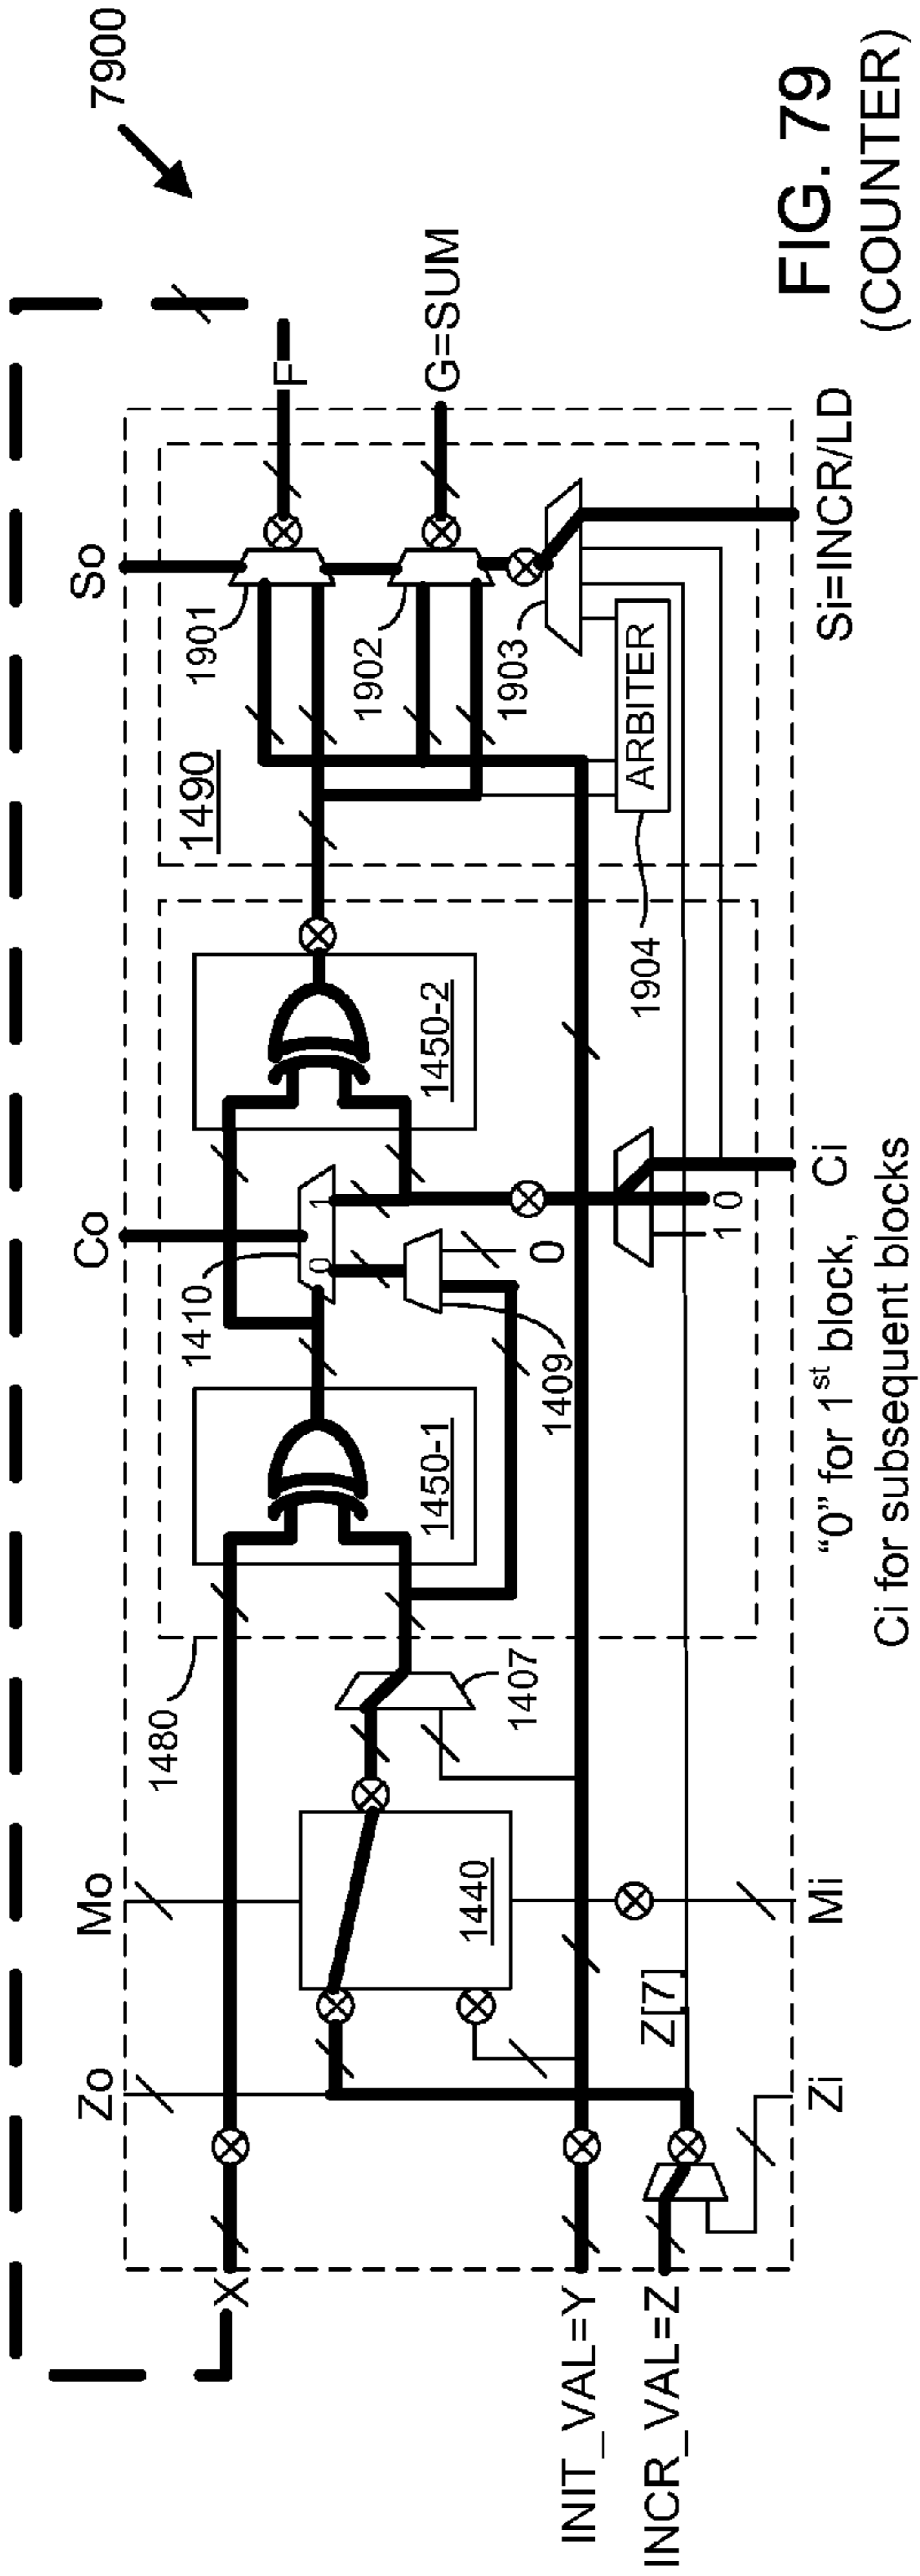 7900
So
Co
Mo
Zo
F
G=SUM
1901
1902
1903
1490
ARBITER
1904
1450-2
1410
1
0
1409
0
1 0
1450-1
1480
1407
1440
Z[7]
X
INIT_VAL=Y
INCR_VAL=Z
Zi
Mi
Ci
Si=INCR/LD
"0" for 1st block,
Ci for subsequent blocks
FIG. 79
(COUNTER)